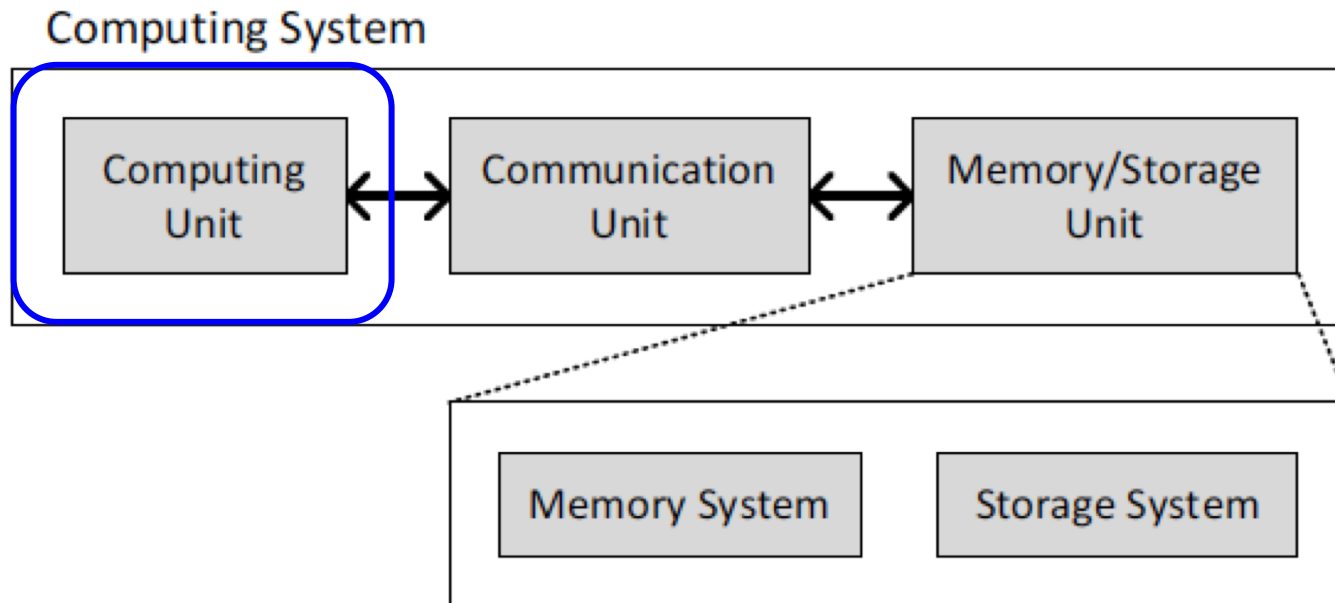 Computing System
Computing
Unit
Communication
Unit
Memory/Storage
Unit
Memory System
Storage System